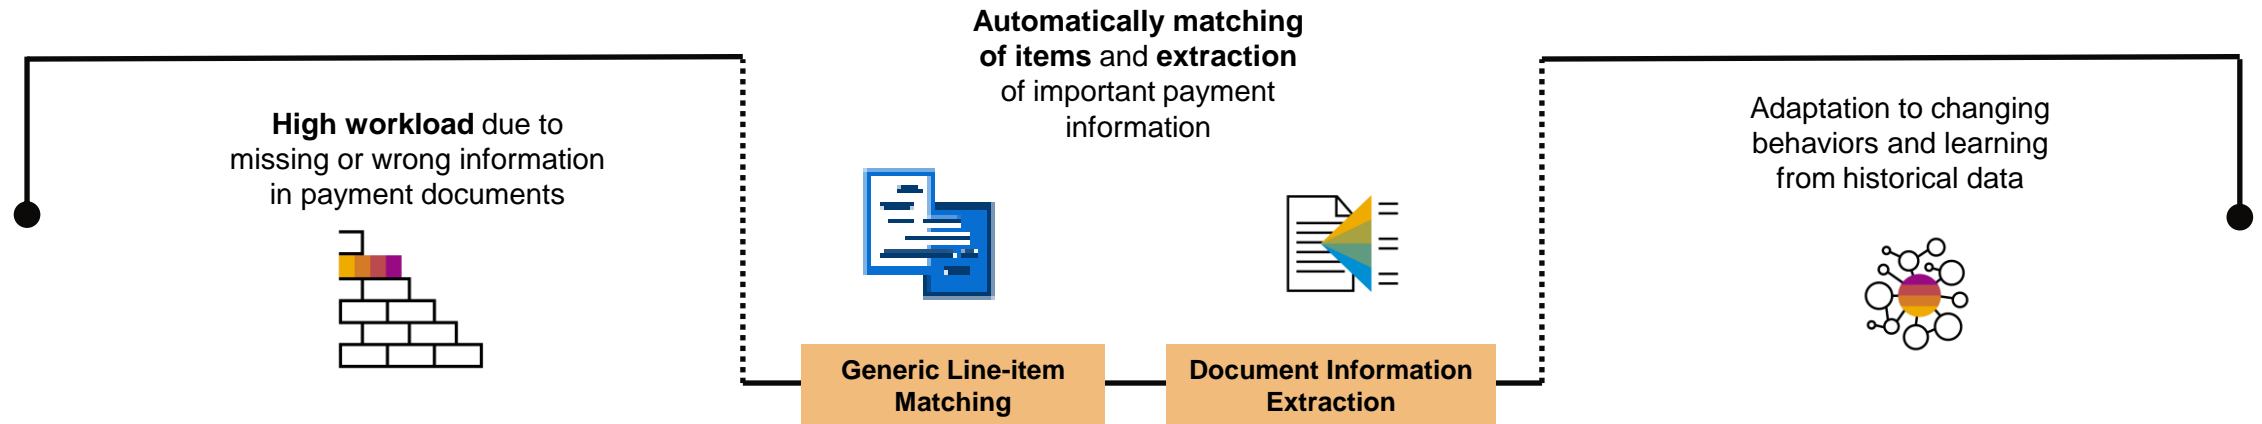 High workload due to
missing or wrong information
in payment documents
Automatically matching
of items and extraction
of important payment
information
Generic Line-item
Matching
Document Information
Extraction
Adaptation to changing
behaviors and learning
from historical data